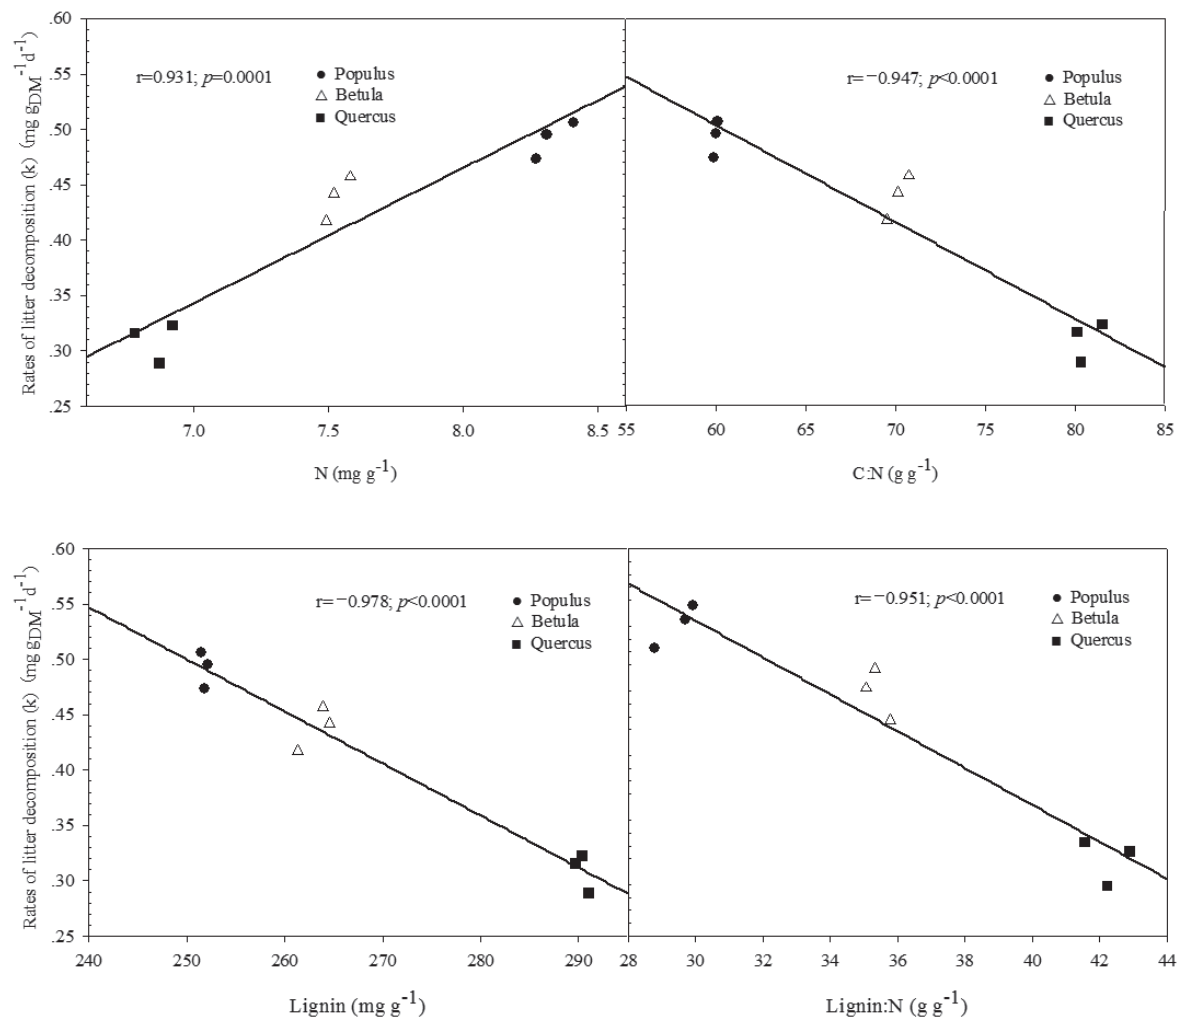 .60
.55
.50
.45
.40
.35
.30
.25
Rates of litter decomposition (k) (mg gDM⁻¹d⁻¹)
r=0.931; p=0.0001
Populus
Betula
Quercus
7.0 7.5 8.0 8.5
N (mg g⁻¹)
r=−0.947; p<0.0001
Populus
Betula
Quercus
55 60 65 70 75 80 85
C:N (g g⁻¹)
.60
.55
.50
.45
.40
.35
.30
.25
Rates of litter decomposition (k) (mg gDM⁻¹d⁻¹)
r=−0.978; p<0.0001
Populus
Betula
Quercus
240 250 260 270 280 290
Lignin (mg g⁻¹)
r=−0.951; p<0.0001
Populus
Betula
Quercus
28 30 32 34 36 38 40 42 44
Lignin:N (g g⁻¹)